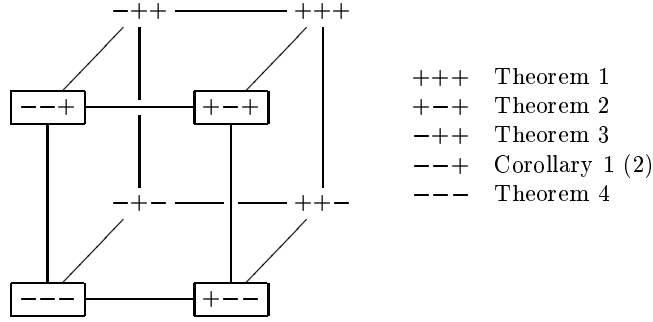 −++ +++
−−+ +−+
−+− ++−
−−− +−−
+++ Theorem 1
+−+ Theorem 2
−++ Theorem 3
−−+ Corollary 1 (2)
−−− Theorem 4